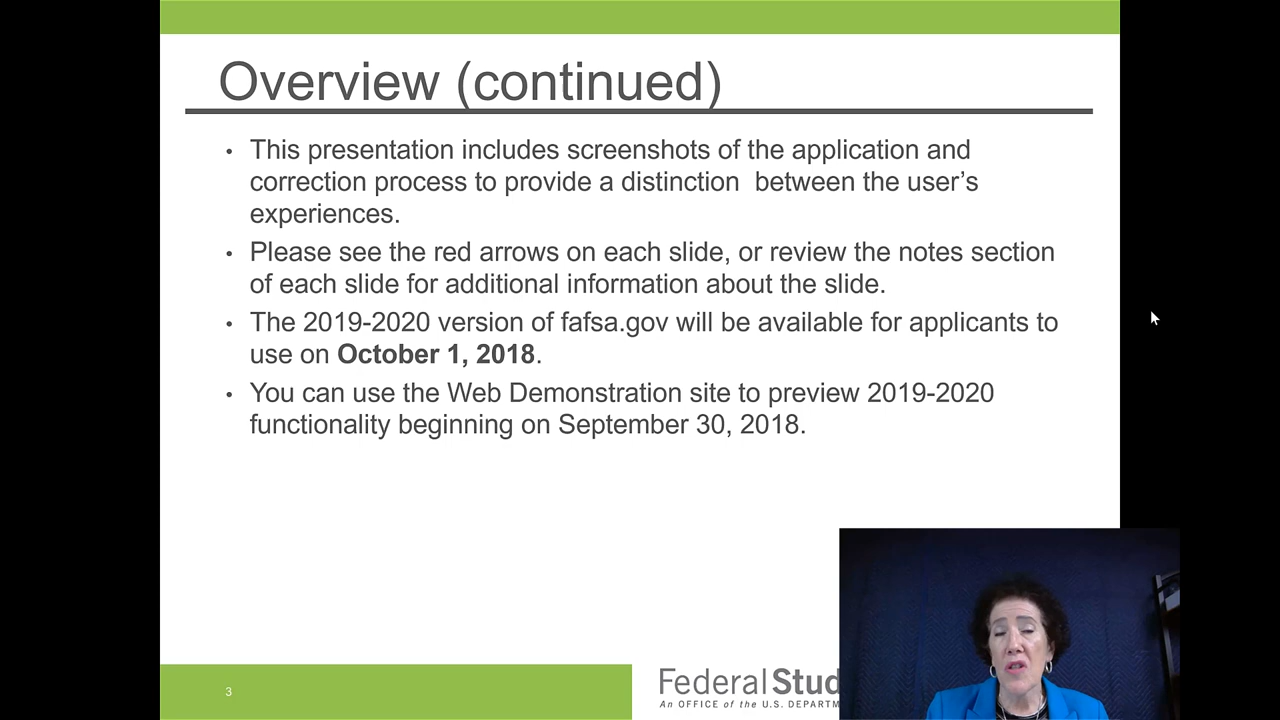 Overview (continued)
• This presentation includes screenshots of the application and
correction process to provide a distinction  between the user’s
experiences.
• Please see the red arrows on each slide, or review the notes section
of each slide for additional information about the slide.
• The 2019-2020 version of fafsa.gov will be available for applicants to
use on October 1, 2018.
• You can use the Web Demonstration site to preview 2019-2020
functionality beginning on September 30, 2018.
3
Federal Stud
An OFFICE of the U.S. DEPARTM